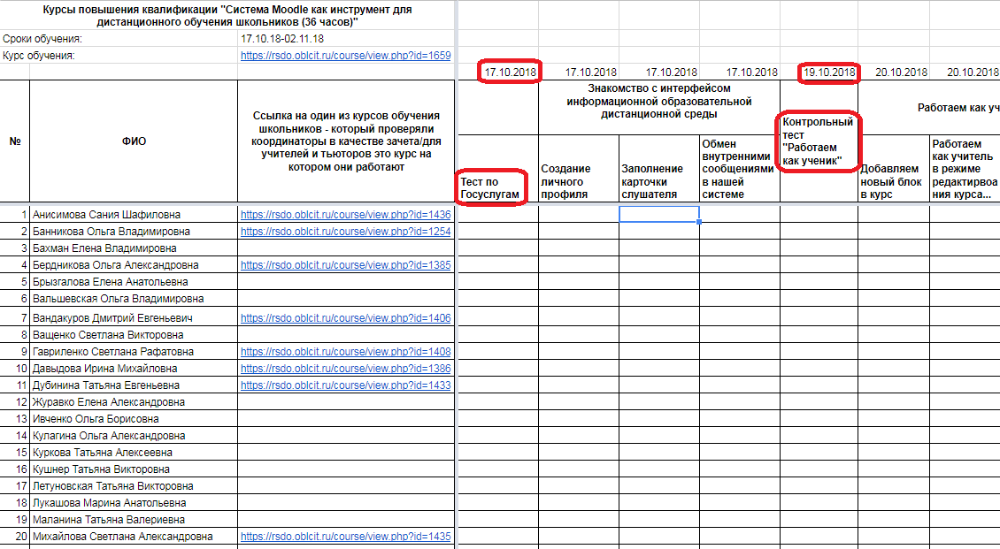 Курсы повышения квалификации "Система Moodle как инструмент для
дистанционного обучения школьников (36 часов)"
Сроки обучения:
17.10.18-02.11.18
Курс обучения:
https://rsdo.oblcit.ru/course/view.php?id=1659
17.10.2018
17.10.2018
17.10.2018
17.10.2018
19.10.2018
20.10.2018
20.10.2018
№
ФИО
Ссылка на один из курсов обучения
школьников - который проверяли
координаторы в качестве зачета/для
учителей и тьюторов это курс на
котором они работают
Тест по
Госуслугам
Знакомство с интерфейсом
информационной образовательной
дистанционной среды
Создание
личного
профиля
Заполнение
карточки
слушателя
Обмен
внутренними
сообщениями
в нашей
системе
Контрольный
тест
"Работаем
как ученик"
Работаем как уч
Добавляем
новый блок
в курс
Работаем
как учитель
в режиме
редактирвоа
ния курса...
1 Анисимова Сания Шафиловна https://rsdo.oblcit.ru/course/view.php?id=1436
2 Банникова Ольга Владимировна https://rsdo.oblcit.ru/course/view.php?id=1254
3 Бахман Елена Владимировна
4 Бердникова Ольга Александровна https://rsdo.oblcit.ru/course/view.php?id=1385
5 Брызгалова Елена Анатольевна
6 Вальшевская Ольга Владимировна
7 Вандакуров Дмитрий Евгеньевич https://rsdo.oblcit.ru/course/view.php?id=1406
8 Ващенко Светлана Викторовна
9 Гавриленко Светлана Рафатовна https://rsdo.oblcit.ru/course/view.php?id=1408
10 Давыдова Ирина Михайловна https://rsdo.oblcit.ru/course/view.php?id=1386
11 Дубинина Татьяна Евгеньевна https://rsdo.oblcit.ru/course/view.php?id=1433
12 Журавко Елена Александровна
13 Ивченко Ольга Борисовна
14 Кулагина Ольга Александровна
15 Куркова Татьяна Алексеевна
16 Кушнер Татьяна Викторовна
17 Летуновская Татьяна Викторовна
18 Лукашова Марина Анатольевна
19 Маланина Татьяна Валериевна
20 Михайлова Светлана Александровна https://rsdo.oblcit.ru/course/view.php?id=1435